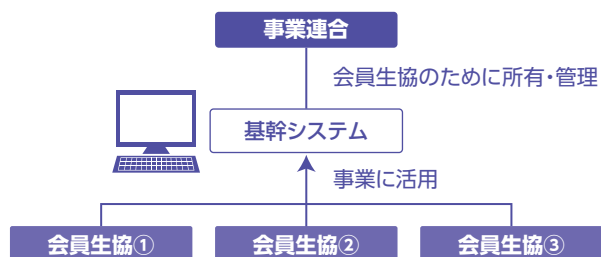 事業連合
会員生協のために所有・管理
基幹システム
事業に活用
会員生協①
会員生協②
会員生協③